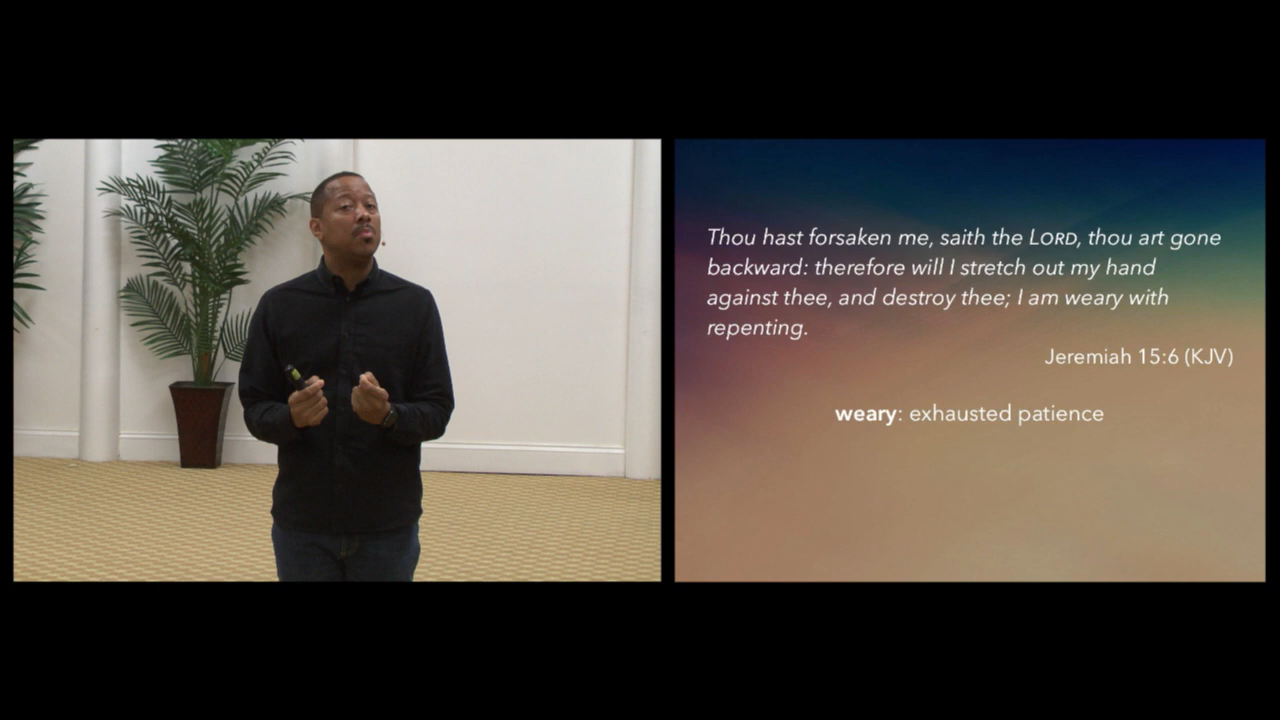 Thou hast forsaken me, saith the LORD, thou art gone
backward: therefore will I stretch out my hand
against thee, and destroy thee; I am weary with
repenting.
Jeremiah 15:6 (KJV)
weary: exhausted patience